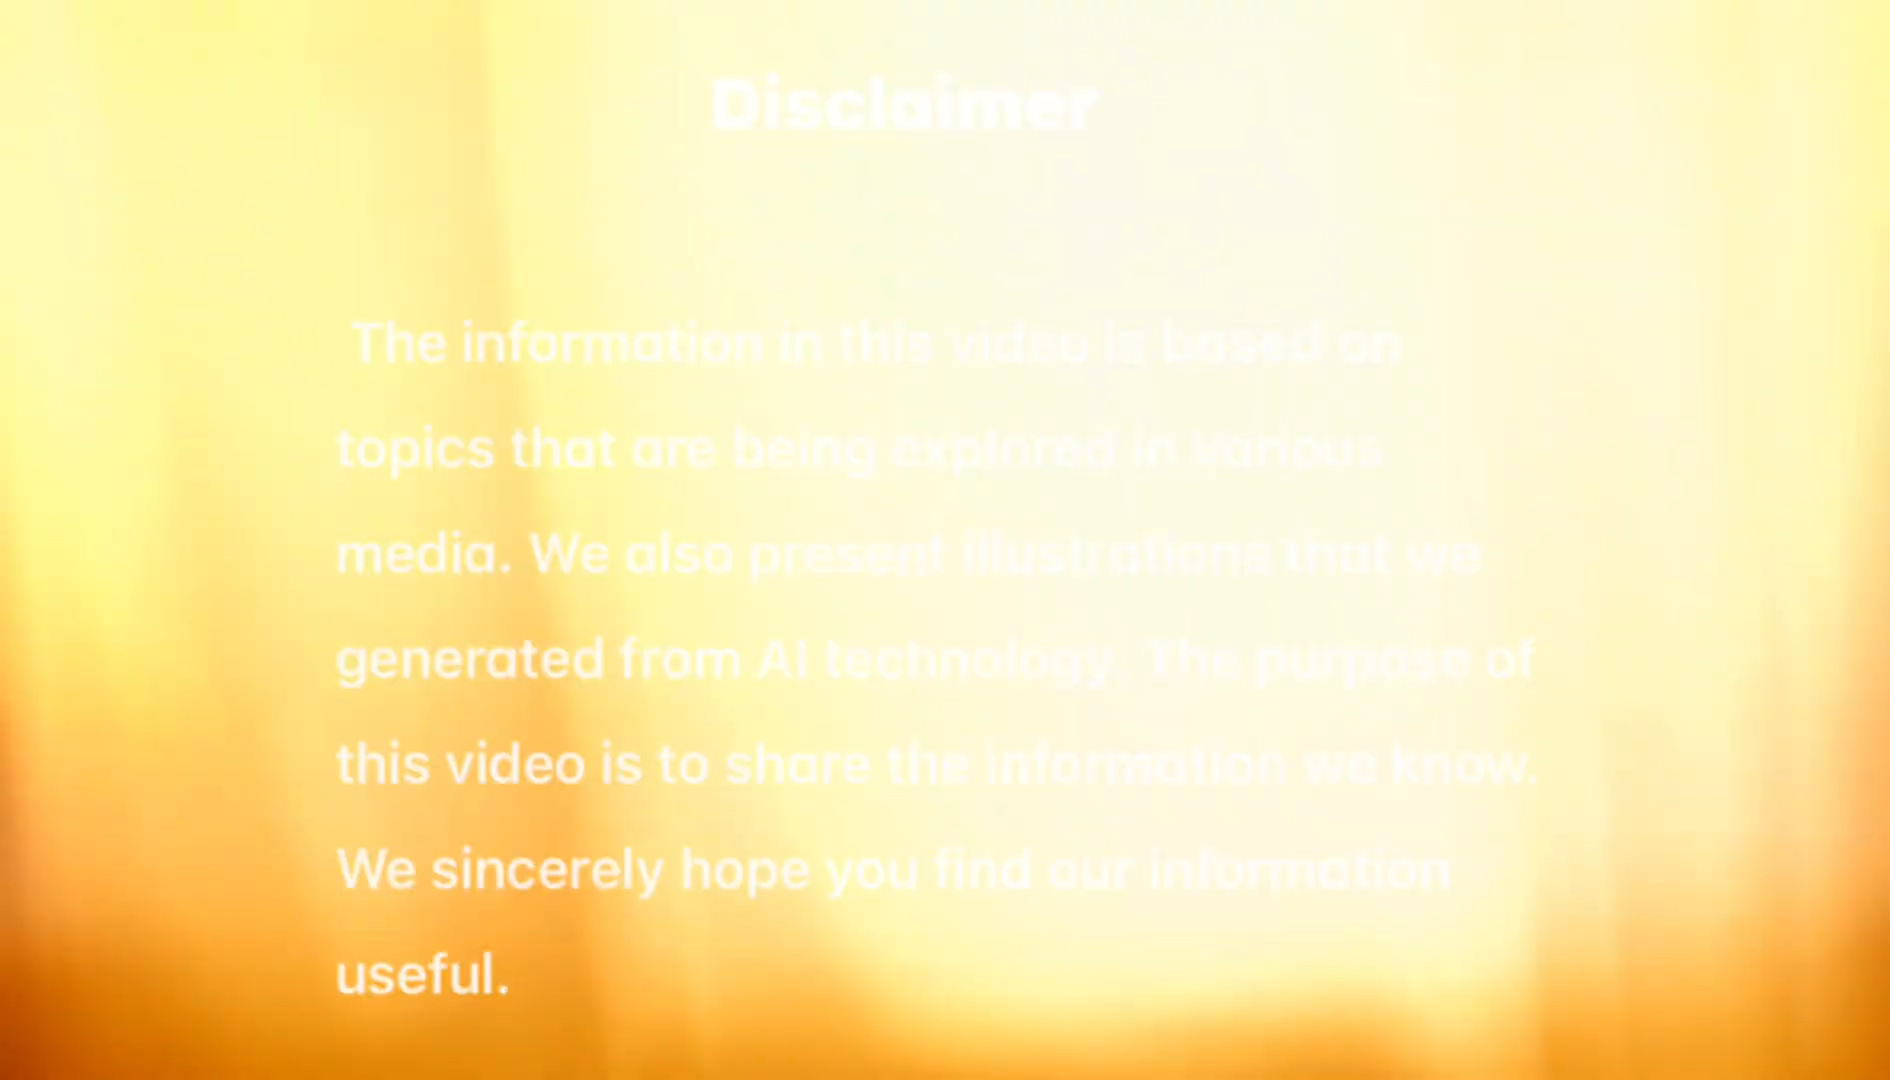 Disclaimer
The information in this video is based on
topics that are being explored in various
media. We also present illustrations that we
generated from AI technology. The purpose of
this video is to share the information we know.
We sincerely hope you find our information
useful.